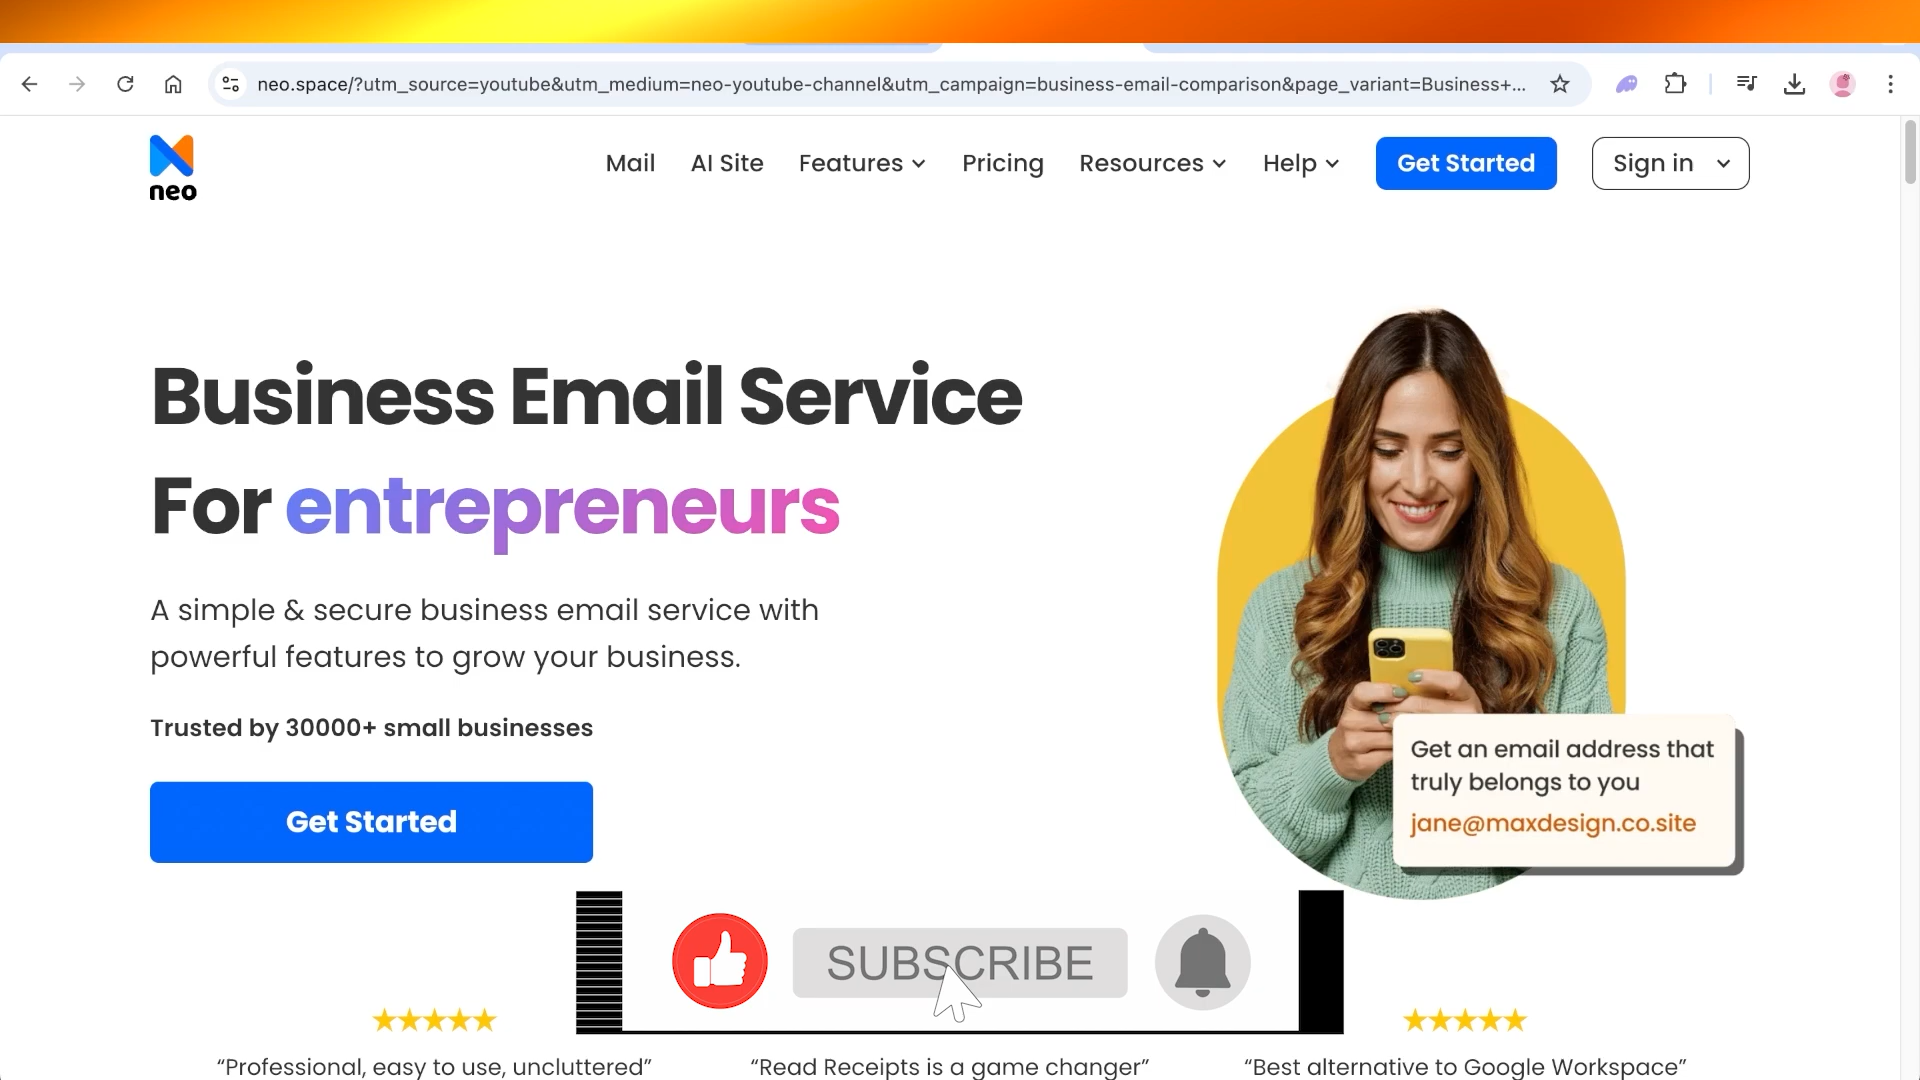 neo.space/?utm_source=youtube&utm_medium=neo-youtube-channel&utm_campaign=business-email-comparison&page_variant=Business+...
neo
Mail
AI Site
Features
Pricing
Resources
Help
Get Started
Sign in
Business Email Service
For entrepreneurs
A simple & secure business email service with
powerful features to grow your business.
Trusted by 30000+ small businesses
Get Started
Get an email address that
truly belongs to you
jane@maxdesign.co.site
SUBSCRIBE
“Professional, easy to use, uncluttered”
“Read Receipts is a game changer”
“Best alternative to Google Workspace”